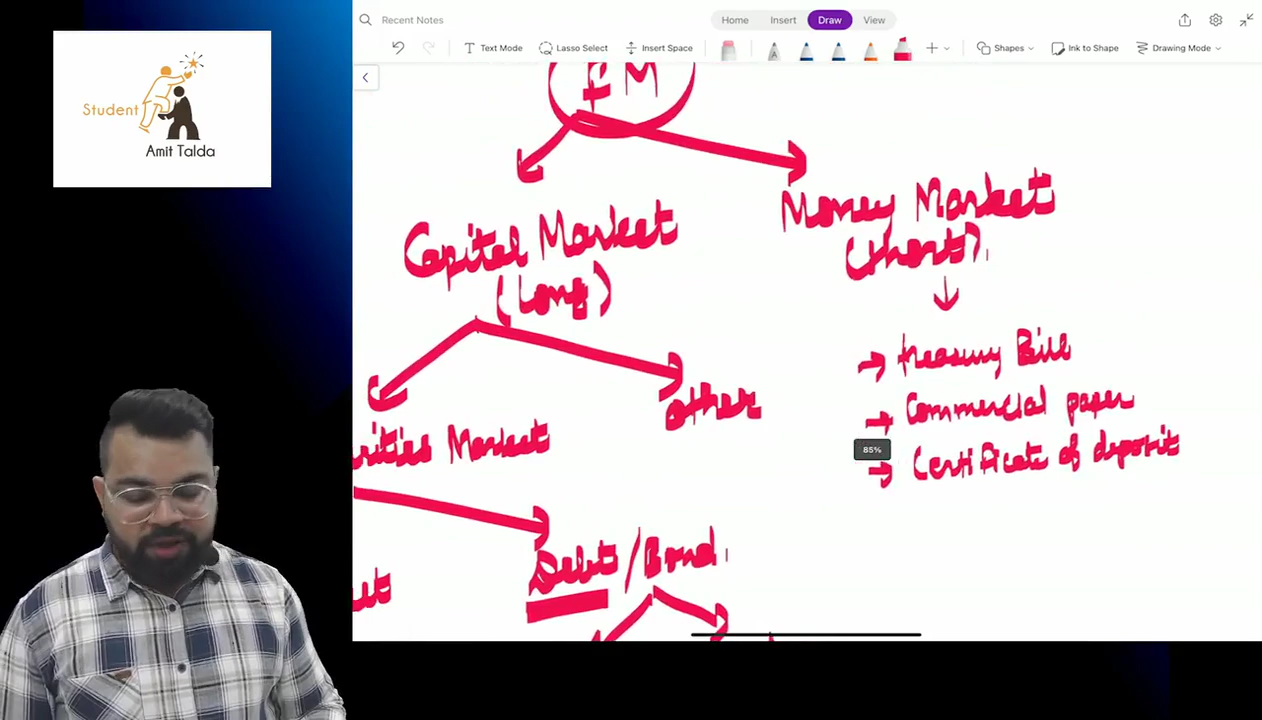 Recent Notes
Home Insert Draw View
Text Mode Lasso Select Insert Space Shapes Ink to Shape Drawing Mode
Student
Amit Talda
FM
Capital Market
(Long)
Money Market
(short)
→ treasury Bill
→ Commercial paper
→ Certificate of deposit
85%
other
rities Market
Debt / Bond
et